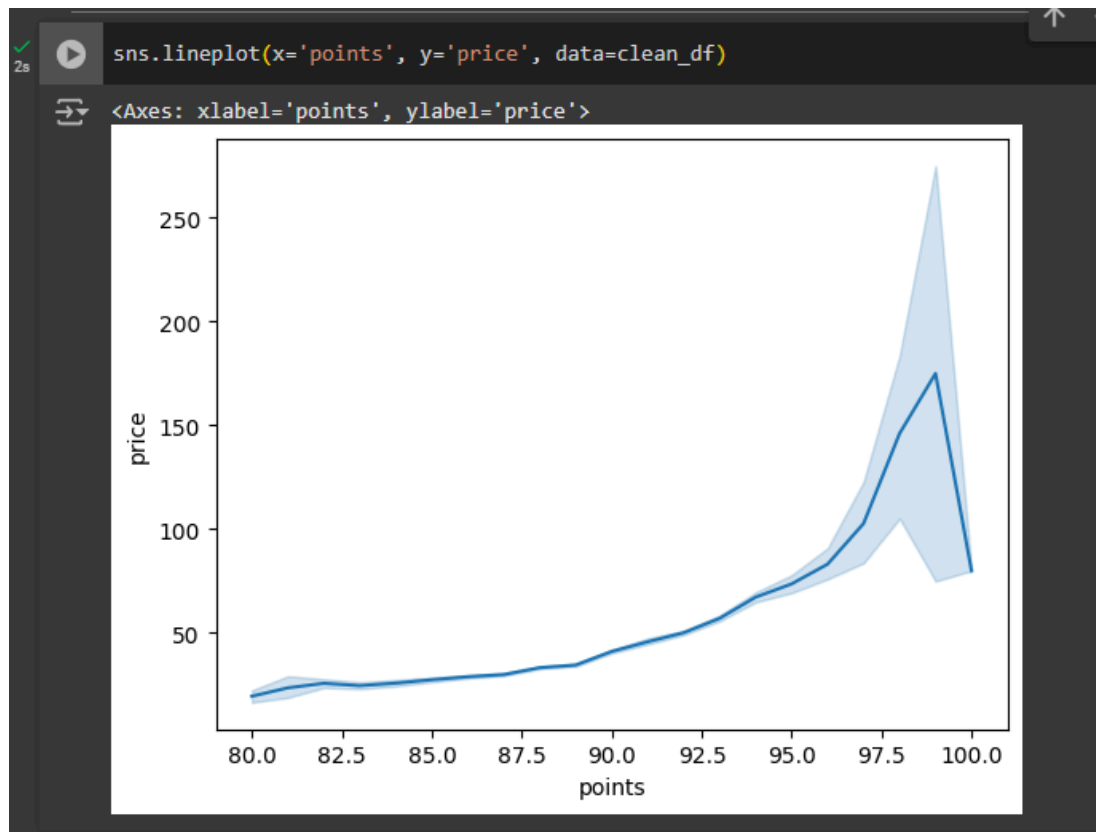 sns.lineplot(x='points', y='price', data=clean_df)
2s
<Axes: xlabel='points', ylabel='price'>
250
200
150
100
50
price
80.0 82.5 85.0 87.5 90.0 92.5 95.0 97.5 100.0
points